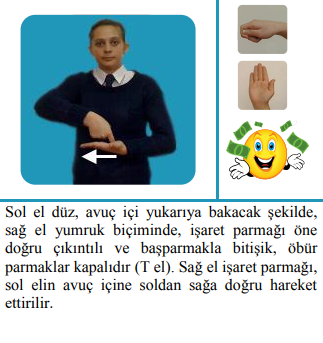 Sol el düz, avuç içi yukarıya bakacak şekilde,
sağ el yumruk biçiminde, işaret parmağı öne
doğru çıkıntılı ve başparmakla bitişik, öbür
parmaklar kapalıdır (T el). Sağ el işaret parmağı,
sol elin avuç içine soldan sağa doğru hareket
ettirilir.